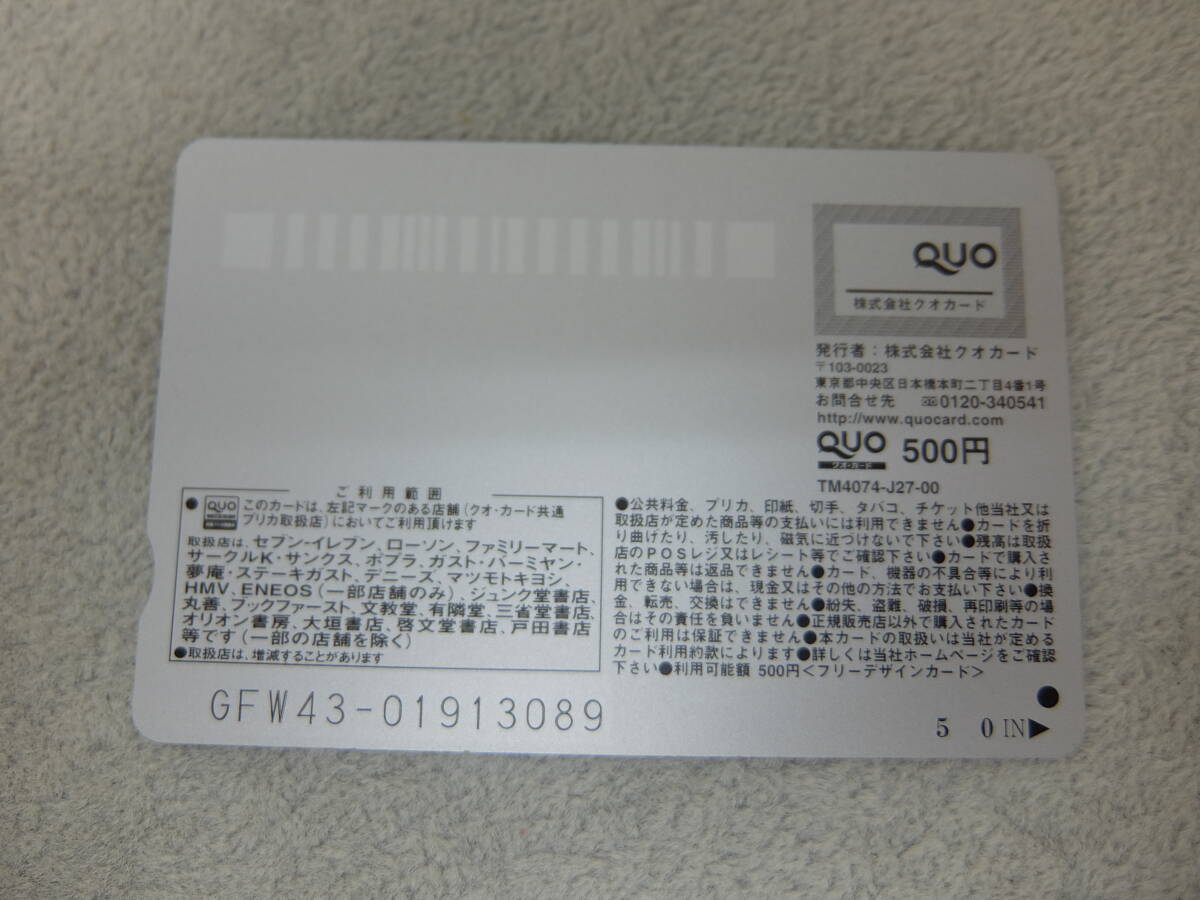 QUO
株式会社クオカード
発行者：株式会社クオカード
〒103-0023
東京都中央区日本橋本町二丁目4番1号
お問合せ先 0120-340541
http://www.quocard.com
QUO 500円
クオ・カード
TM4074-J27-00
ご利用範囲
●QUO このカードは、左記マークのある店舗（クオ・カード共通
プリカ取扱店）においてご利用頂けます
取扱店は、セブン-イレブン、ローソン、ファミリーマート、
サークルK・サンクス、ポプラ、ガスト・バーミヤン・
夢庵・ステーキガスト、デニーズ、マツモトキヨシ、
HMV、ENEOS（一部店舗のみ）、ジュンク堂書店、
丸善、ブックファースト、文教堂、有隣堂、三省堂書店、
オリオン書房、大垣書店、啓文堂書店、戸田書店
等です（一部の店舗を除く）
●取扱店は、増減することがあります
●公共料金、プリカ、印紙、切手、タバコ、チケット他当社又は
取扱店が定めた商品等の支払いには利用できません●カードを折
り曲げたり、汚したり、磁気に近づけないで下さい●残高は取扱
店のPOSレジ又はレシート等でご確認下さい●カードで購入さ
れた商品等は返品できません●カード、機器の不具合等により利
用できない場合は、現金又はその他の方法でお支払い下さい●換
金、転売、交換はできません●紛失、盗難、破損、再印刷等の場
合はその責任を負いません●正規販売店以外で購入されたカード
のご利用は保証できません●本カードの取扱いは当社が定める
カード利用約款によります●詳しくは当社ホームページをご確認
下さい●利用可能額 500円＜フリーデザインカード＞
GFW43-01913089
5 0 IN▶